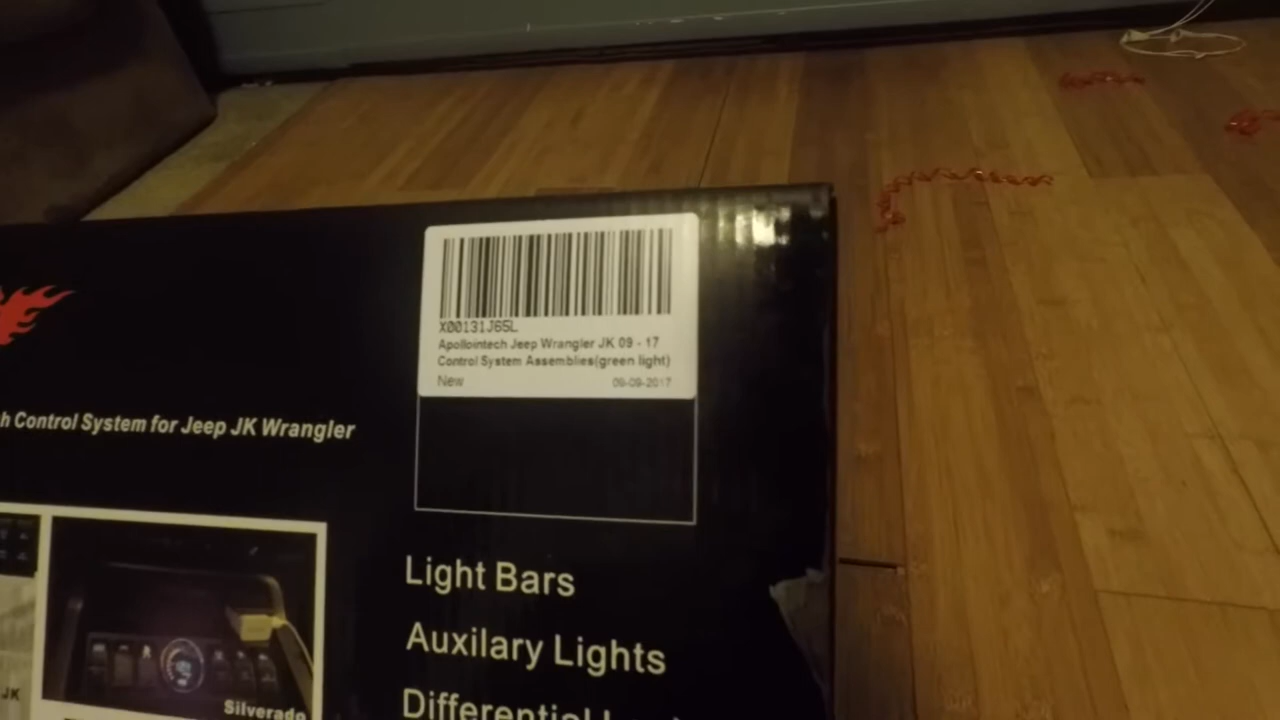 X00131J65L
Apollointech Jeep Wrangler JK 09 - 17
Control System Assemblies(green light)
New 09-09-2017
h Control System for Jeep JK Wrangler
Light Bars
Auxilary Lights
Differential
Silverado
JK